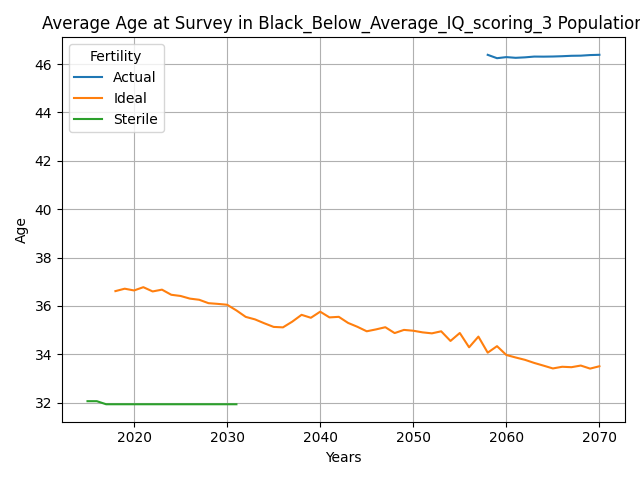 Average Age at Survey in Black_Below_Average_IQ_scoring_3 Population
Fertility
Actual
Ideal
Sterile
46
44
42
40
38
36
34
32
Age
2020 2030 2040 2050 2060 2070
Years